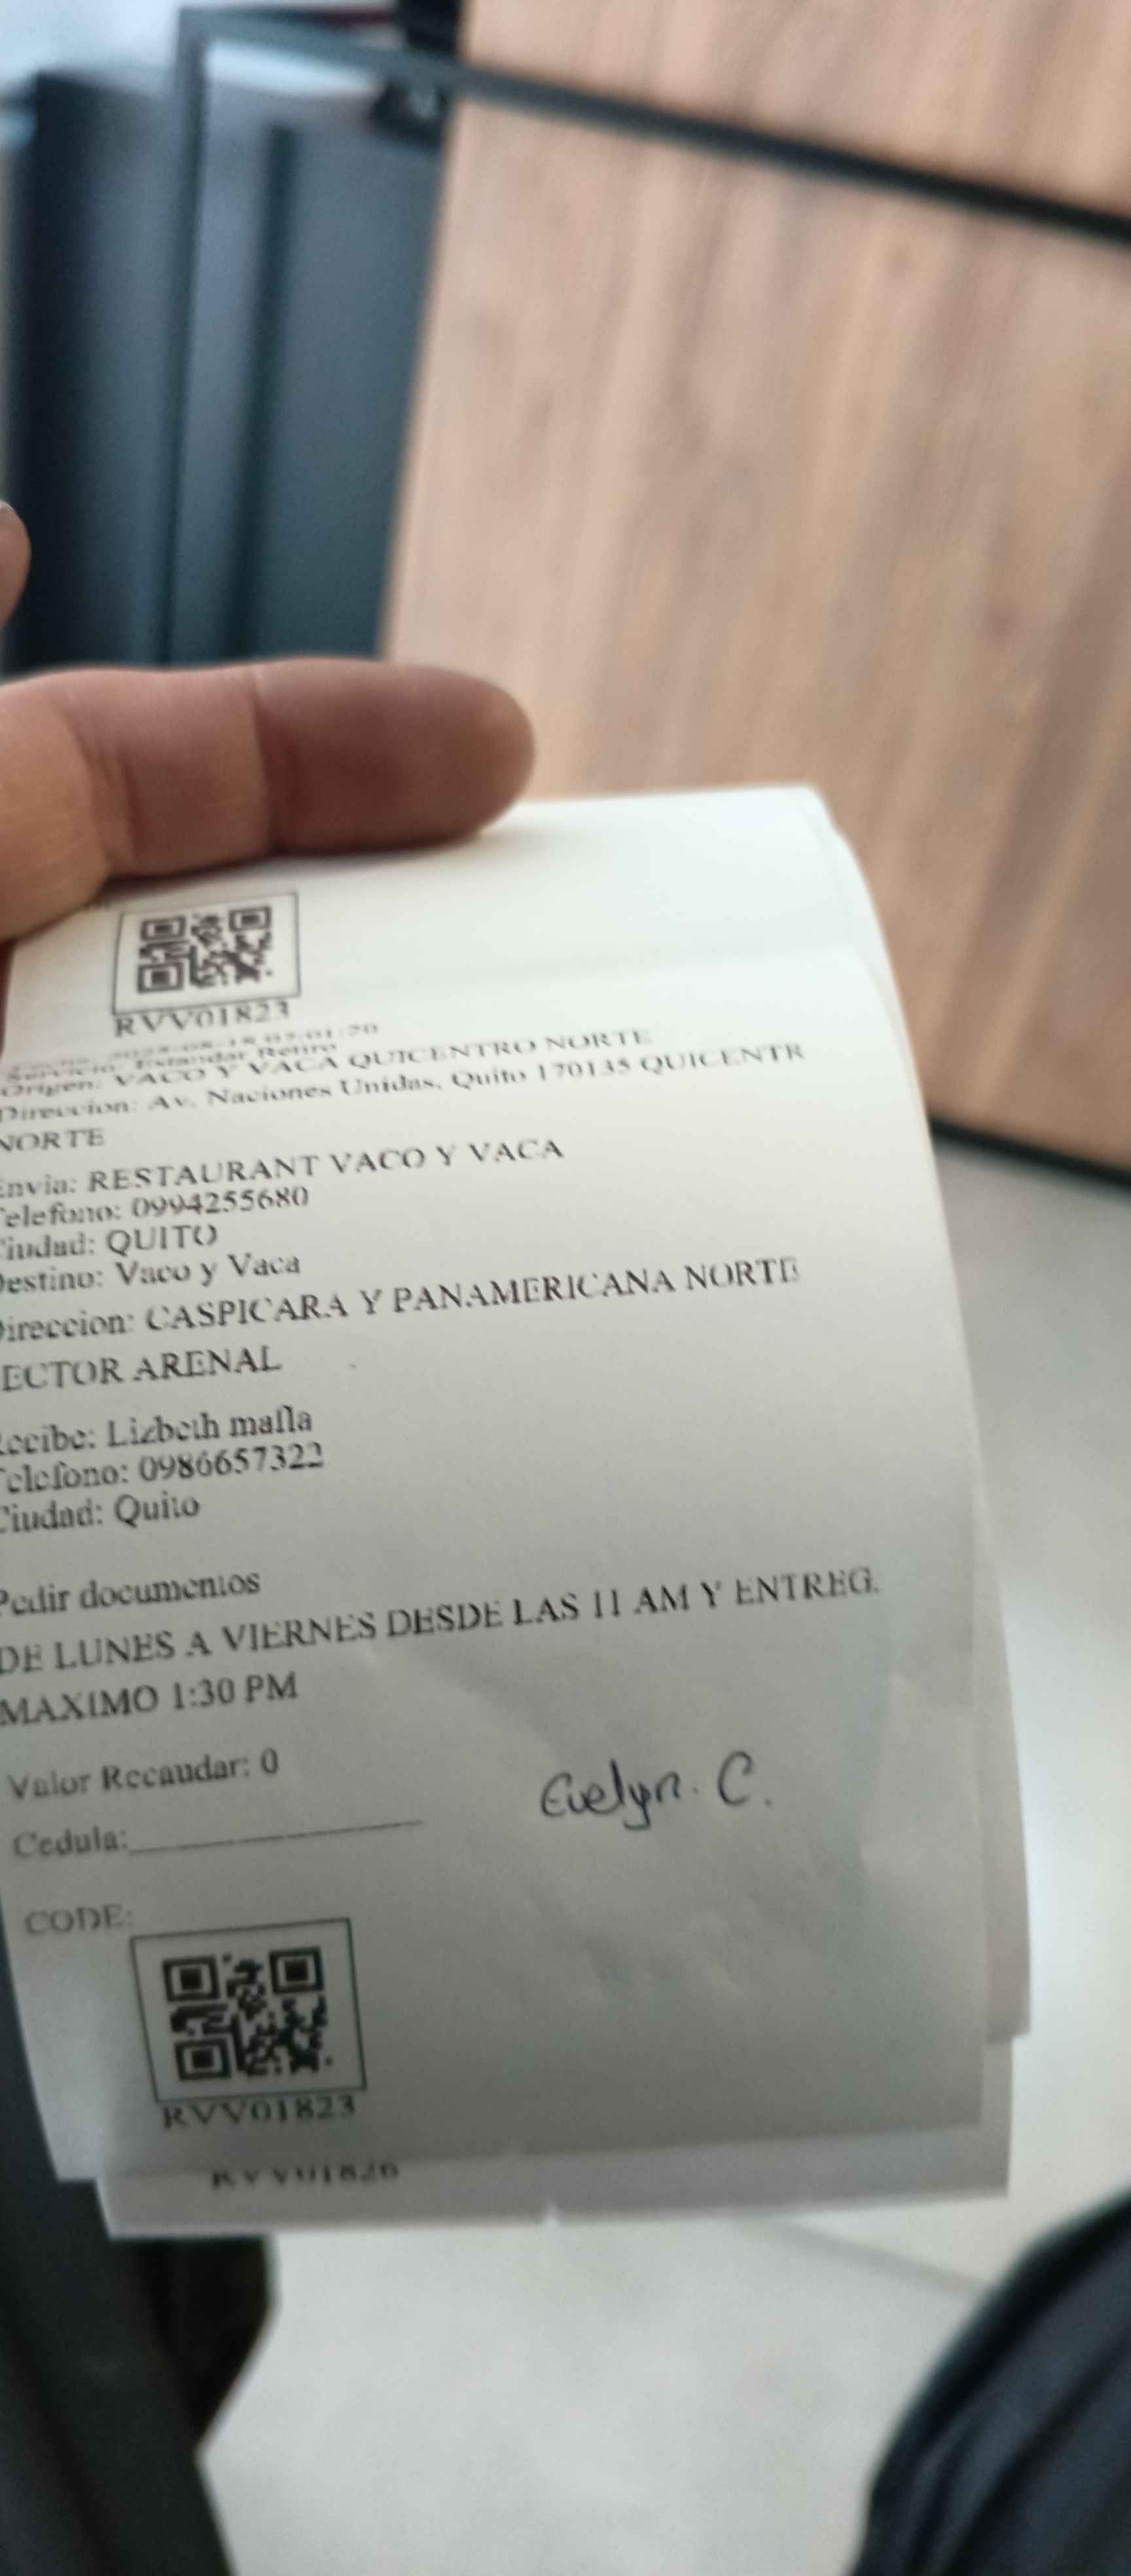 RVV01823
Servicio: Estandar Retiro
Origen: VACO Y VACA QUICENTRO NORTE
Direccion: Av. Naciones Unidas, Quito 170135 QUICENTR
NORTE
Envia: RESTAURANT VACO Y VACA
Telefono: 0994255680
Ciudad: QUITO
Destino: Vaco y Vaca
Direccion: CASPICARA Y PANAMERICANA NORTE
ECTOR ARENAL
Recibe: Lizbeth mafla
Telefono: 0986657322
Ciudad: Quito
Pedir documentos
DE LUNES A VIERNES DESDE LAS 11 AM Y ENTREG.
MAXIMO 1:30 PM
Valor Recaudar: 0
Evelyn. C.
Cedula:
CODE:
RVV01823
RVV01826